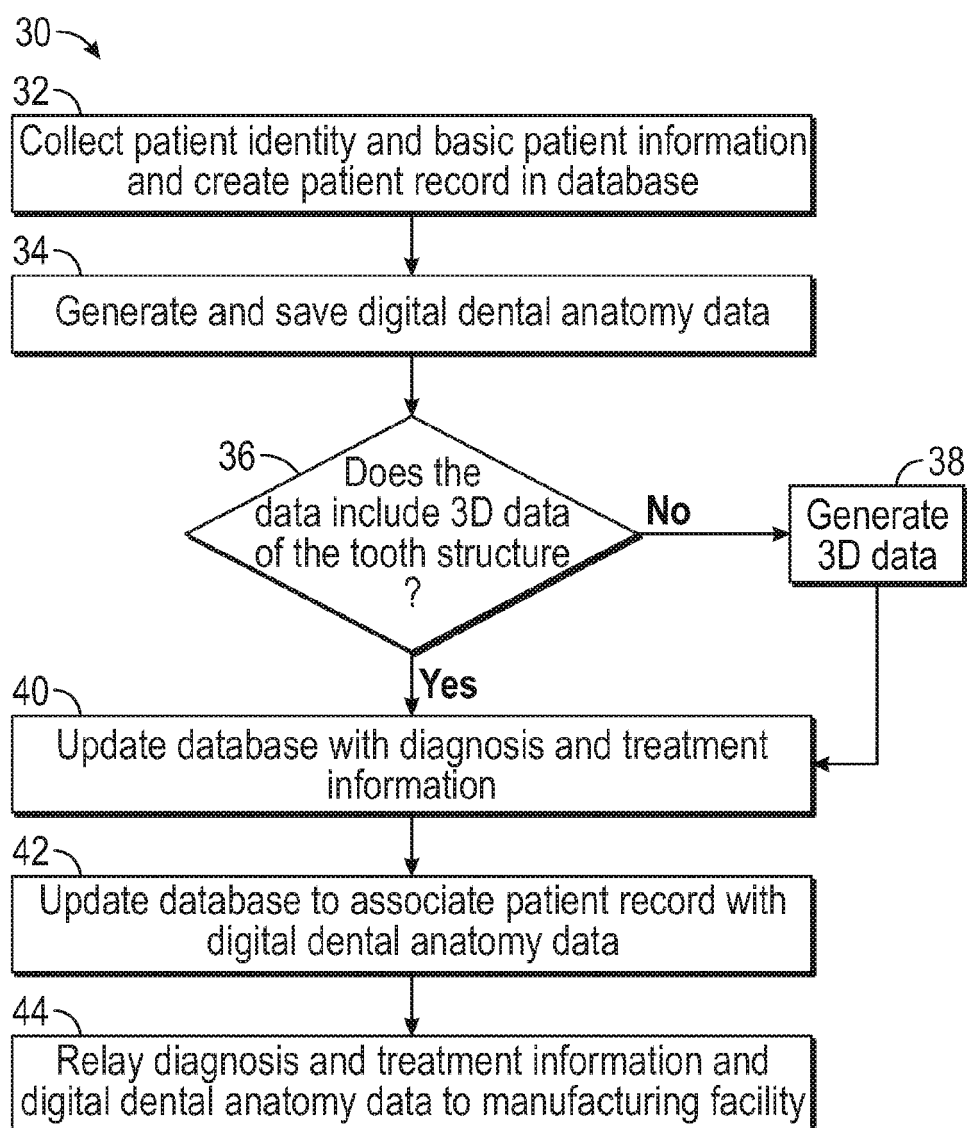 30
32
Collect patient identity and basic patient information
and create patient record in database
34
Generate and save digital dental anatomy data
36
Does the
data include 3D data
of the tooth structure
?
No
38
Generate
3D data
Yes
40
Update database with diagnosis and treatment
information
42
Update database to associate patient record with
digital dental anatomy data
44
Relay diagnosis and treatment information and
digital dental anatomy data to manufacturing facility